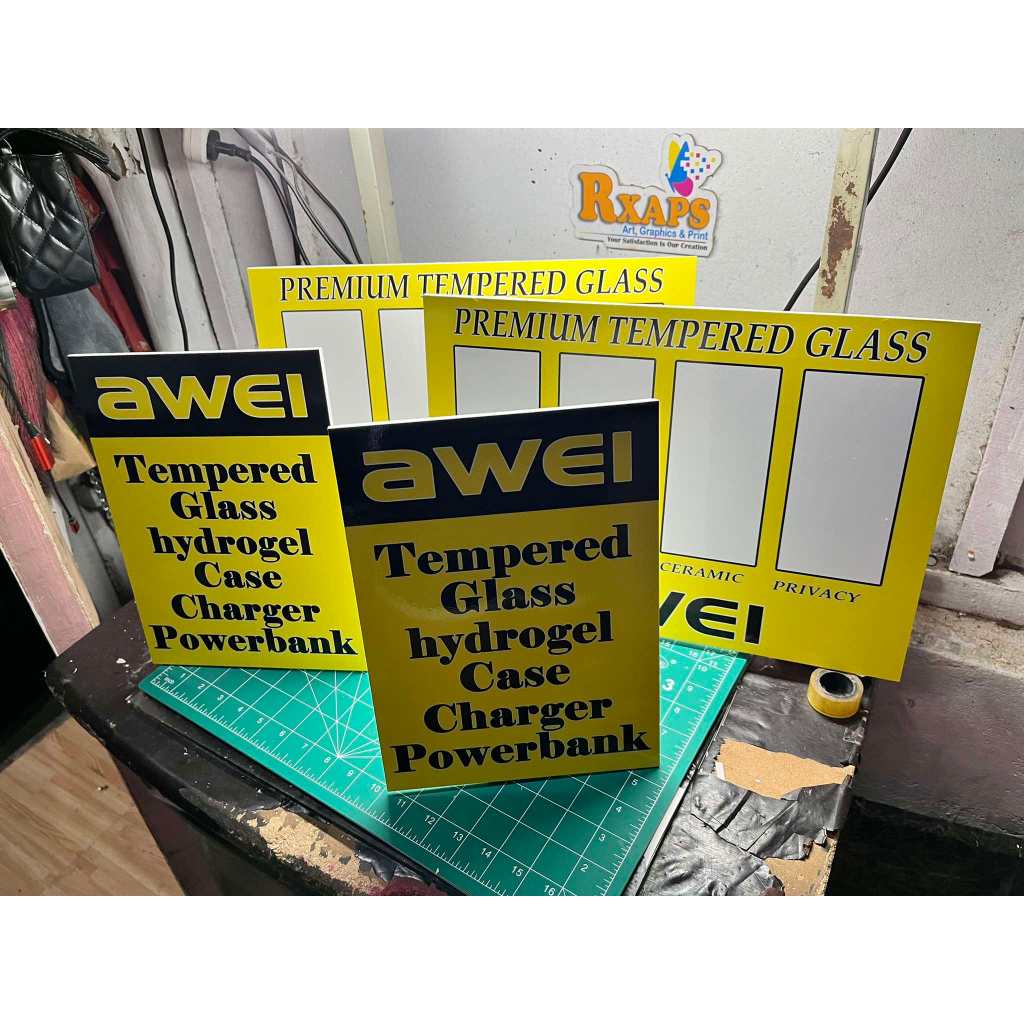 RXAPS
Art, Graphics & Print
Your Satisfaction Is Our Creation
PREMIUM TEMPERED GLASS
PREMIUM TEMPERED GLASS
CERAMIC
PRIVACY
WEI
awei
Tempered
Glass
hydrogel
Case
Charger
Powerbank
awei
Tempered
Glass
hydrogel
Case
Charger
Powerbank